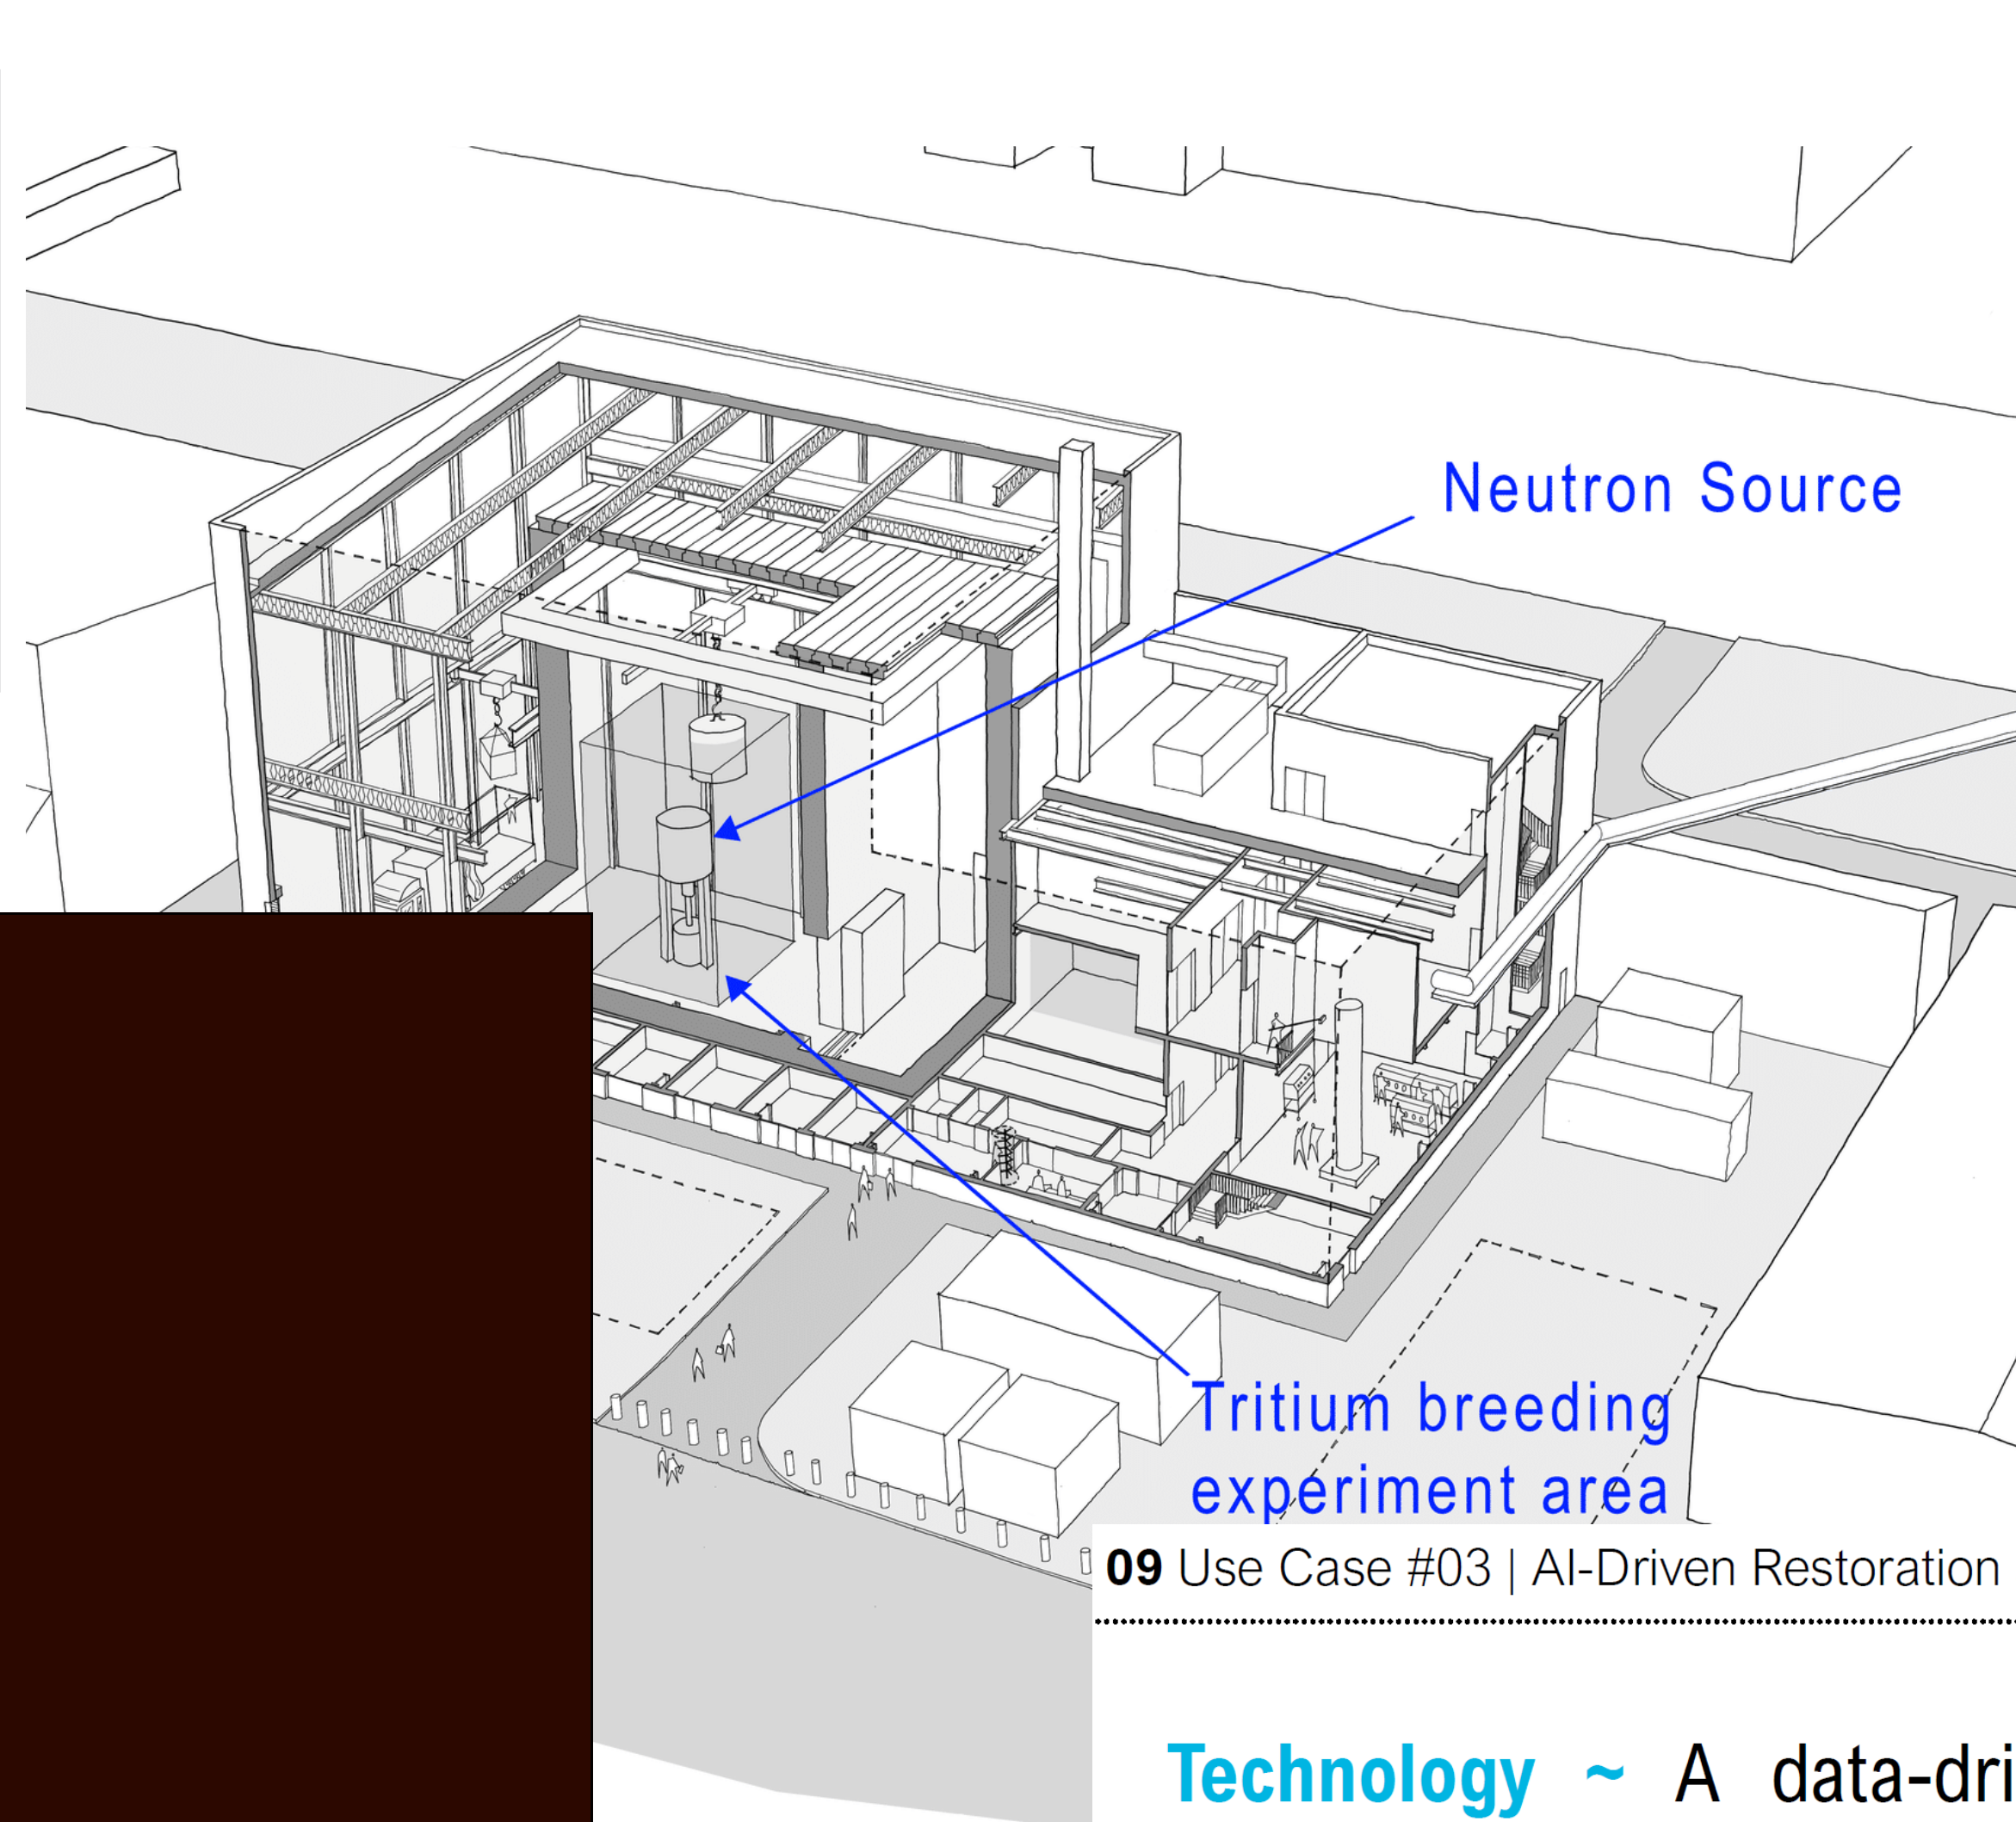 Neutron Source
Tritium breeding
experiment area
09 Use Case #03 | AI-Driven Restoration
Technology ~ A data-dri